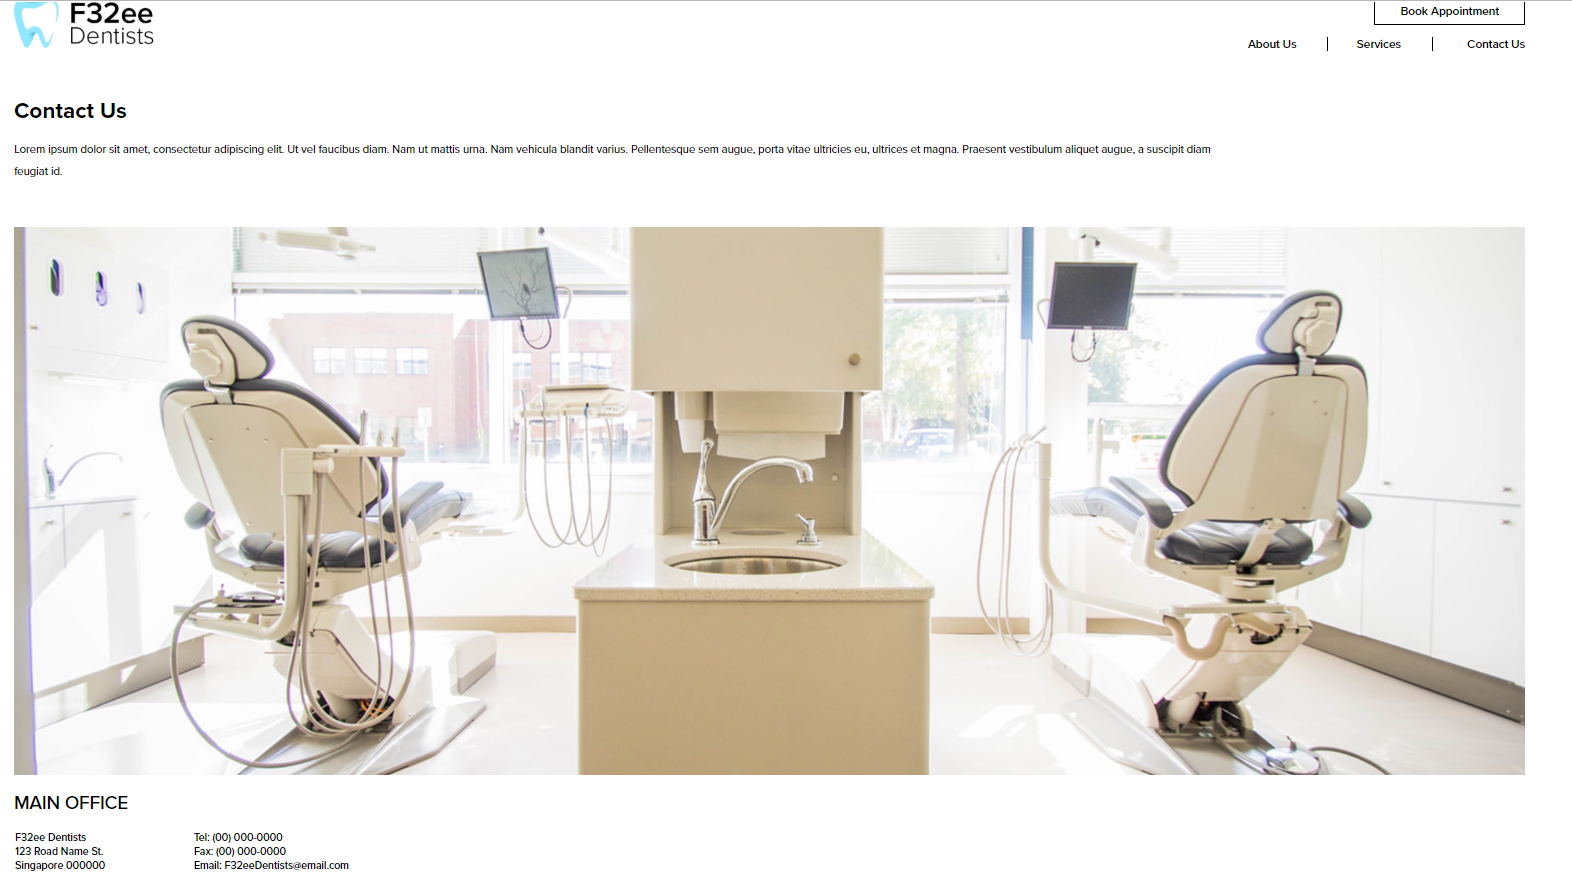 F32ee
Dentists
Book Appointment
About Us
Services
Contact Us
Contact Us
Lorem ipsum dolor sit amet, consectetur adipiscing elit. Ut vel faucibus diam. Nam ut mattis urna. Nam vehicula blandit varius. Pellentesque sem augue, porta vitae ultricies eu, ultrices et magna. Praesent vestibulum aliquet augue, a suscipit diam
feugiat id.
MAIN OFFICE
F32ee Dentists
123 Road Name St.
Singapore 000000
Tel: (00) 000-0000
Fax: (00) 000-0000
Email: F32eeDentists@email.com